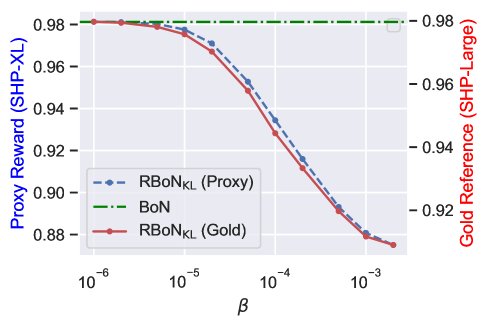 0.98
0.96
0.94
0.92
0.90
0.88
Proxy Reward (SHP-XL)
0.98
0.96
0.94
0.92
Gold Reference (SHP-Large)
RBoN_KL (Proxy)
BoN
RBoN_KL (Gold)
10^−6
10^−5
10^−4
10^−3
β